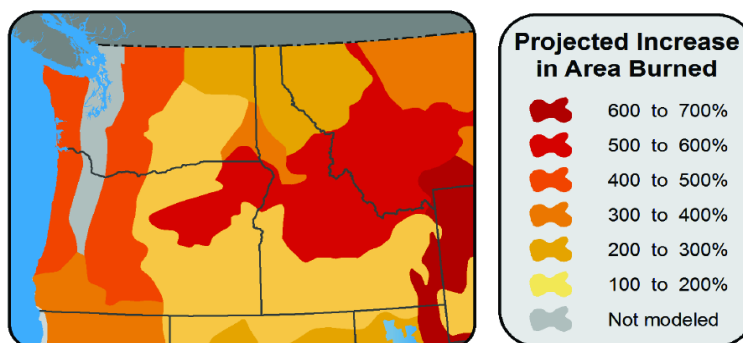 Projected Increase
in Area Burned
600 to 700%
500 to 600%
400 to 500%
300 to 400%
200 to 300%
100 to 200%
Not modeled